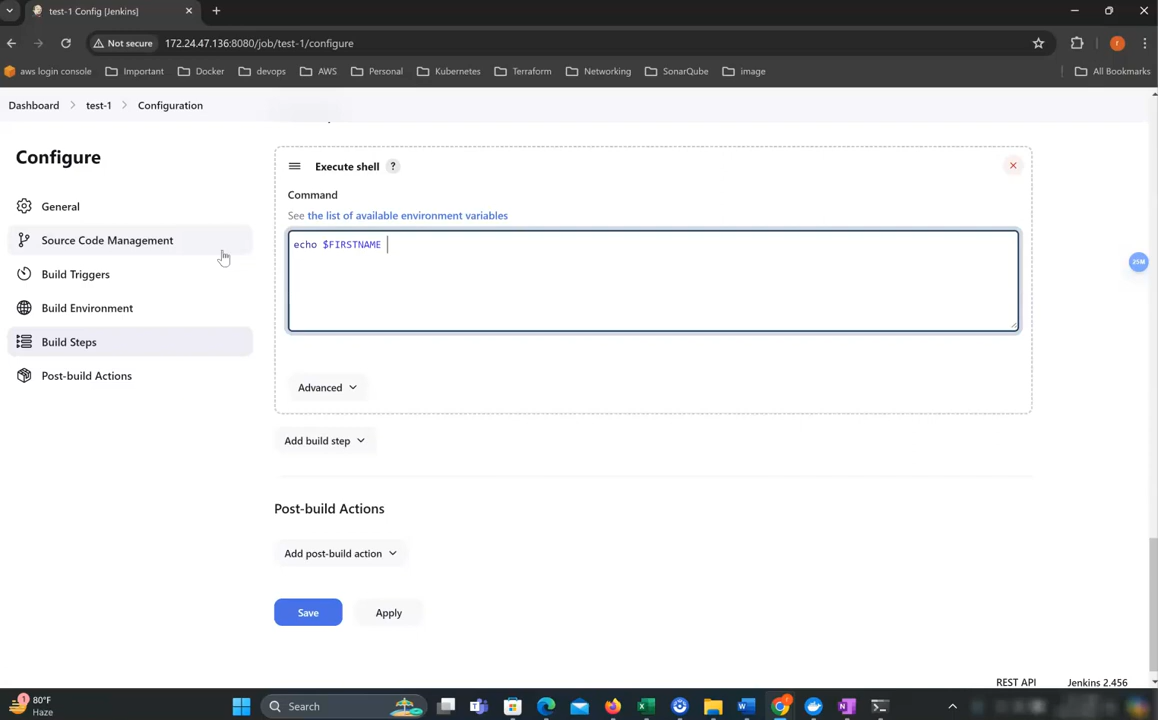 test-1 Config [Jenkins]
Not secure
172.24.47.136:8080/job/test-1/configure
aws login console
Important
Docker
devops
AWS
Personal
Kubernetes
Terraform
Networking
SonarQube
image
All Bookmarks
Dashboard
test-1
Configuration
Configure
General
Source Code Management
Build Triggers
Build Environment
Build Steps
Post-build Actions
Execute shell ?
Command
See the list of available environment variables
echo $FIRSTNAME
Advanced
Add build step
Post-build Actions
Add post-build action
Save
Apply
25M
REST API
Jenkins 2.456
1
80°F
Haze
Search